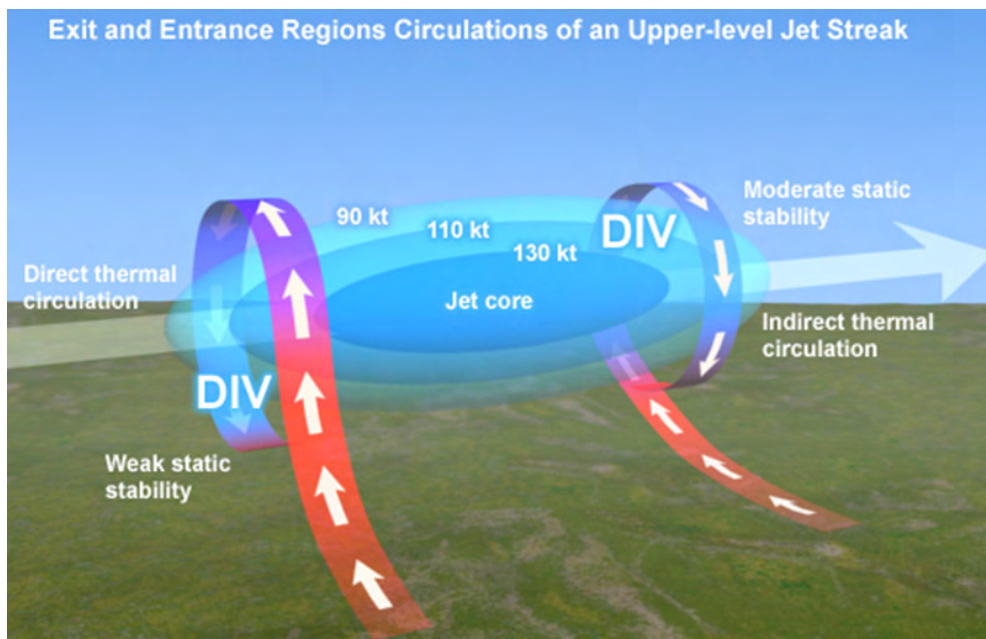 Exit and Entrance Regions Circulations of an Upper-level Jet Streak
90 kt
110 kt
130 kt
DIV
Moderate static
stability
Direct thermal
circulation
Jet core
Indirect thermal
circulation
DIV
Weak static
stability